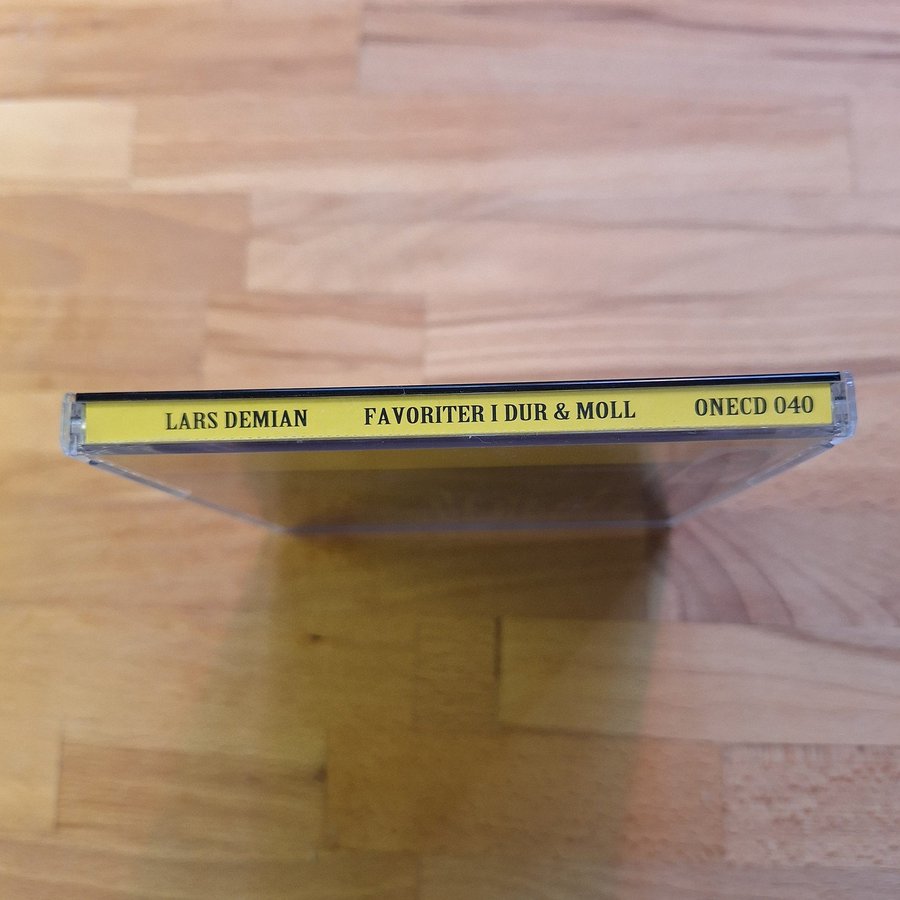 LARS DEMIAN FAVORITER I DUR & MOLL ONECD 040